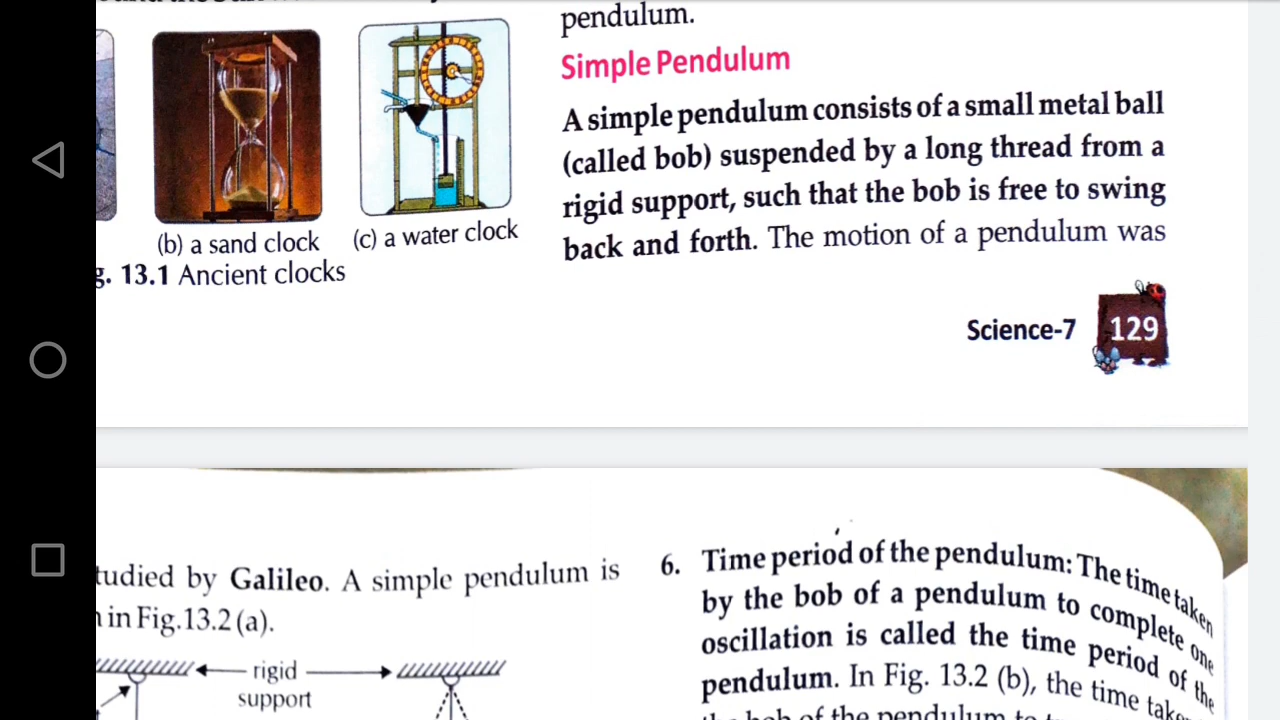 pendulum.
Simple Pendulum
A simple pendulum consists of a small metal ball
(called bob) suspended by a long thread from a
rigid support, such that the bob is free to swing
back and forth. The motion of a pendulum was
(b) a sand clock
(c) a water clock
13.1 Ancient clocks
Science-7
129
by Galileo. A simple pendulum is
in Fig.13.2 (a).
rigid
support
6. Time period of the pendulum: The time taken
by the bob of a pendulum to complete one
oscillation is called the time period of the
pendulum. In Fig. 13.2 (b), the time
of the pendulum to